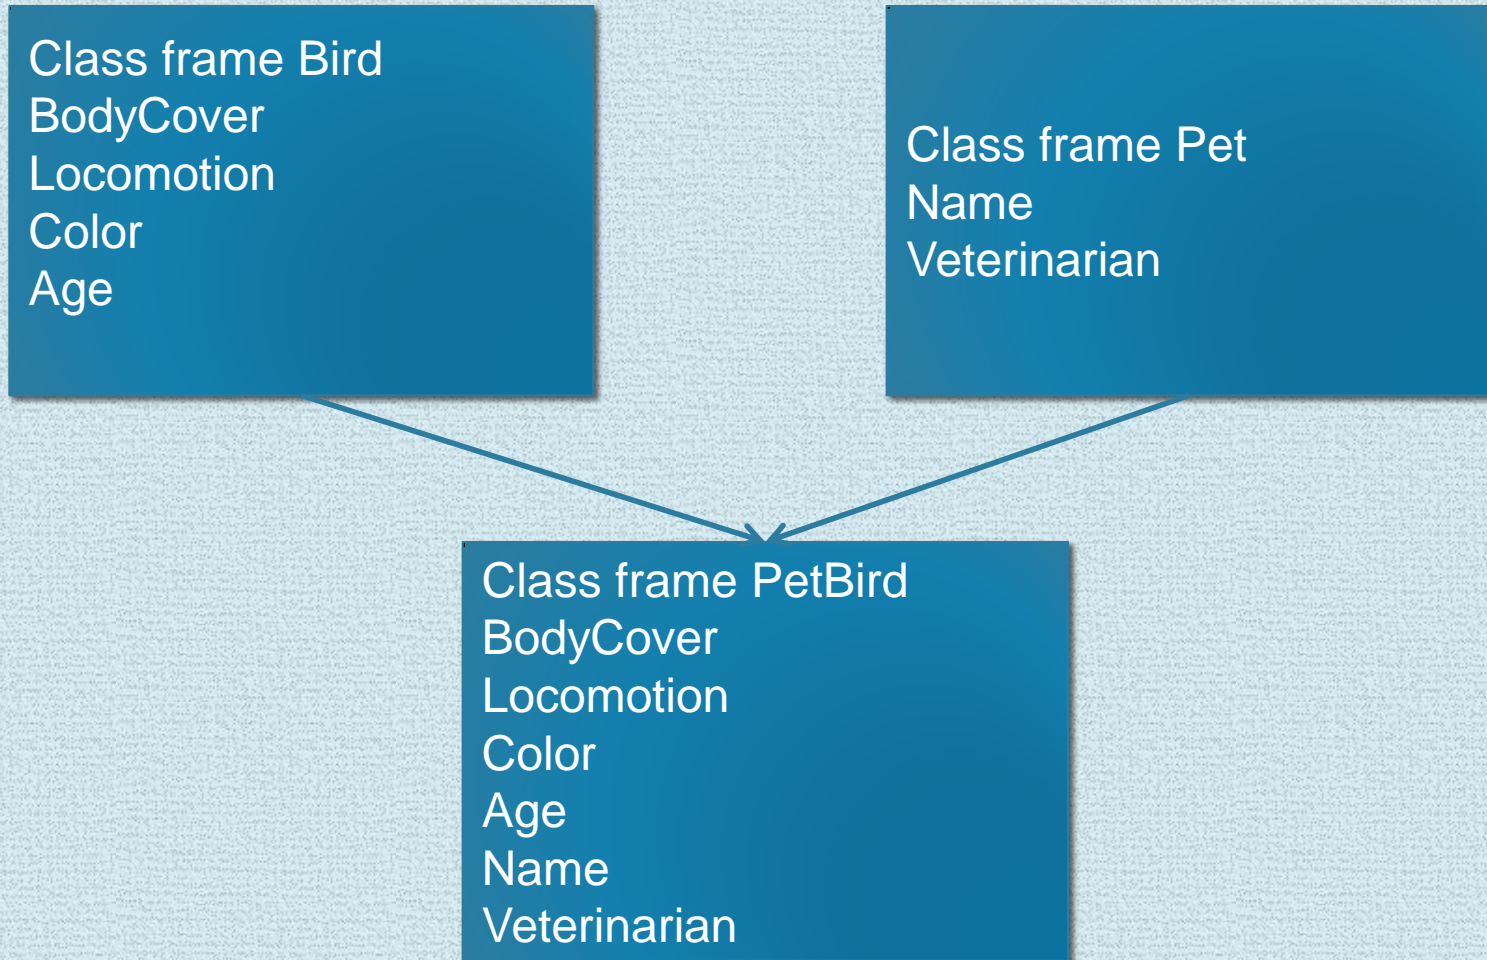 Class frame Bird
BodyCover
Locomotion
Color
Age
Class frame Pet
Name
Veterinarian
Class frame PetBird
BodyCover
Locomotion
Color
Age
Name
Veterinarian